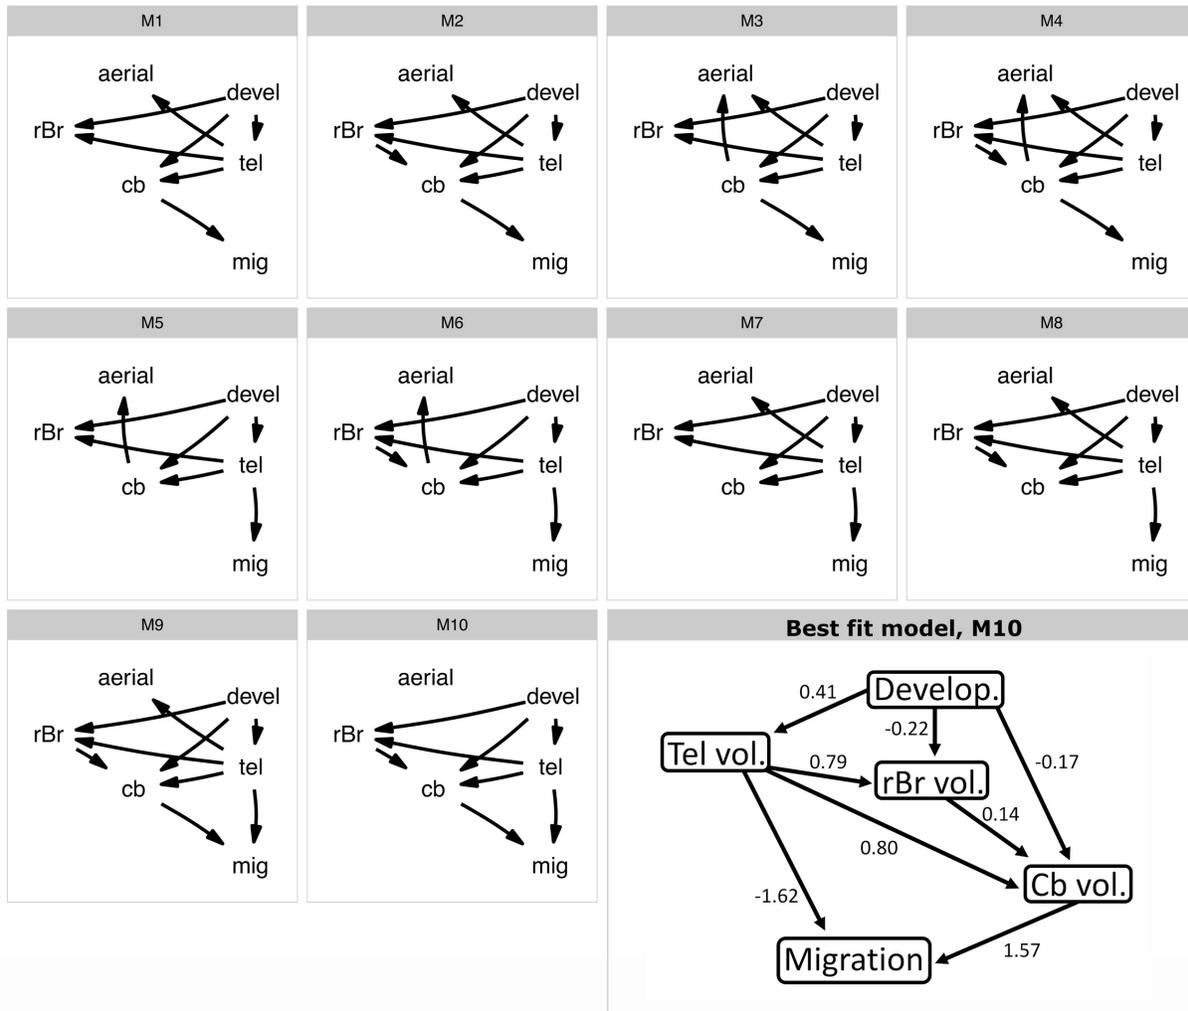 M1
aerial
devel
rBr
tel
cb
mig
M2
aerial
devel
rBr
tel
cb
mig
M3
aerial
devel
rBr
tel
cb
mig
M4
aerial
devel
rBr
tel
cb
mig
M5
aerial
devel
rBr
tel
cb
mig
M6
aerial
devel
rBr
tel
cb
mig
M7
aerial
devel
rBr
tel
cb
mig
M8
aerial
devel
rBr
tel
cb
mig
M9
aerial
devel
rBr
tel
cb
mig
M10
aerial
devel
rBr
tel
cb
mig
Best fit model, M10
Develop.
0.41
-0.22
Tel vol.
0.79
-0.17
rBr vol.
0.14
0.80
Cb vol.
-1.62
1.57
Migration